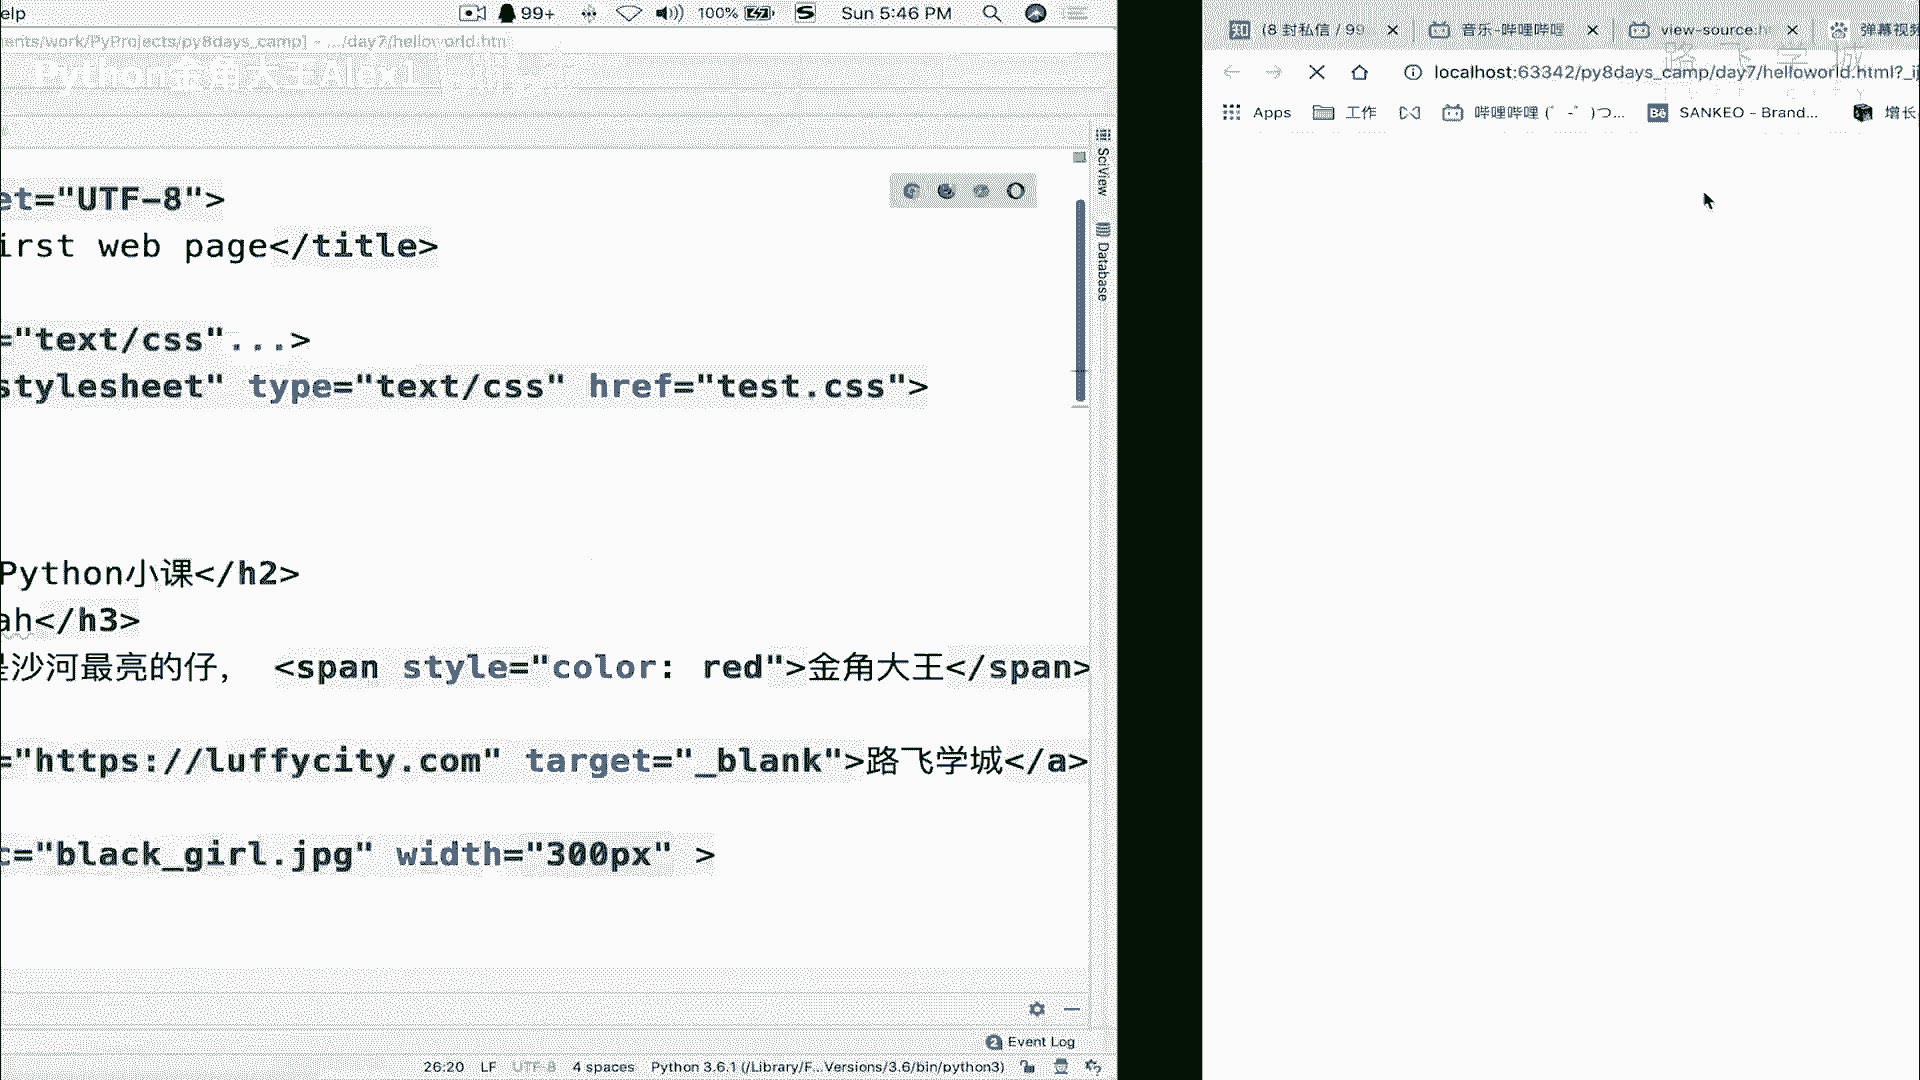 elp
99+
100%
Sun 5:46 PM
ents/work/PyProjects/py8days_camp] - .../day7/helloworld.htm
Python金角大王Alex1
et="UTF-8">
irst web page</title>
="text/css"...>
stylesheet" type="text/css" href="test.css">
Python小课</h2>
ah</h3>
是沙河最亮的仔， <span style="color: red">金角大王</span>
="https://luffycity.com" target="_blank">路飞学城</a>
c="black_girl.jpg" width="300px" >
SciView
Database
2 Event Log
26:20 LF UTF-8 4 spaces Python 3.6.1 (/Library/F...Versions/3.6/bin/python3)
知 (8 封私信 / 99
音乐-哔哩哔哩
view-source:h
弹幕视频
路飞学城
localhost:63342/py8days_camp/day7/helloworld.html?_ij
Apps 工作 哔哩哔哩 (゜-゜)つ... Bē SANKEO - Brand... 增长